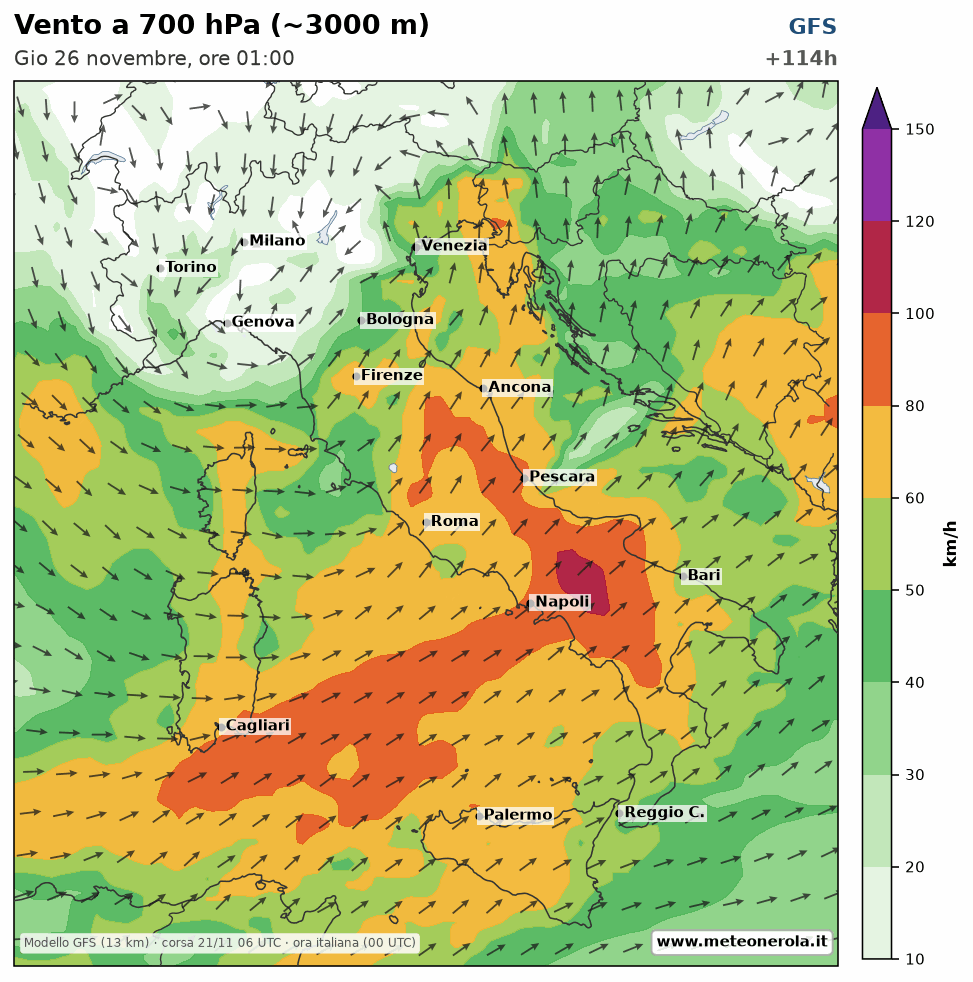 Vento a 700 hPa (~3000 m)
GFS
Gio 26 novembre, ore 01:00
+114h
150
120
100
80
60
50
40
30
20
10
km/h
Milano
Venezia
Torino
Genova
Bologna
Firenze
Ancona
Pescara
Roma
Bari
Napoli
Cagliari
Palermo
Reggio C.
Modello GFS (13 km) · corsa 21/11 06 UTC · ora italiana (00 UTC)
www.meteonerola.it